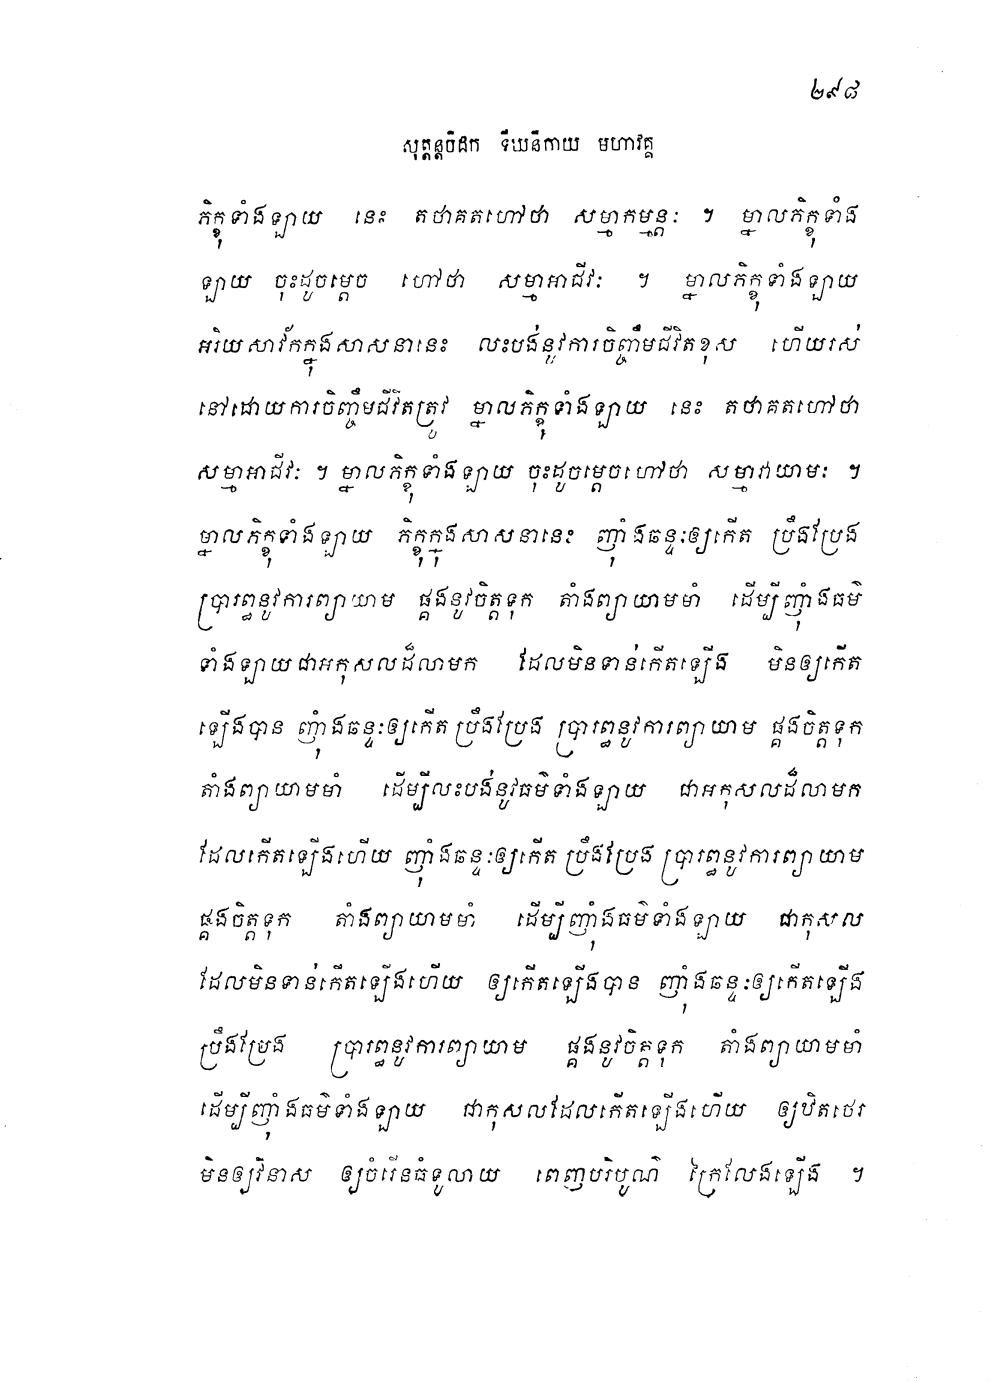 ២៩៨
សុត្តន្តបិដក ទីឃនិកាយ មហាវគ្គ
ភិក្ខុទាំងឡាយ នេះ តថាគតហៅថា សម្មាកម្មន្តៈ ។ ម្នាលភិក្ខុទាំង
ឡាយ ចុះដូចម្តេច ហៅថា សម្មាអាជីវៈ ។ ម្នាលភិក្ខុទាំងឡាយ
អរិយសាវ័កក្នុងសាសនានេះ លះបង់នូវការចិញ្ចឹមជីវិតខុស ហើយរស់
នៅដោយការចិញ្ចឹមជីវិតត្រូវ ម្នាលភិក្ខុទាំងឡាយ នេះ តថាគតហៅថា
សម្មាអាជីវៈ ។ ម្នាលភិក្ខុទាំងឡាយ ចុះដូចម្តេចហៅថា សម្មាវាយាមៈ ។
ម្នាលភិក្ខុទាំងឡាយ ភិក្ខុក្នុងសាសនានេះ ញុំាងឆន្ទៈឲ្យកើត ប្រឹងប្រែង
ប្រារព្ធនូវការព្យាយាម ផ្គងនូវចិត្តទុក តាំងព្យាយាមមាំ ដើម្បីញុំាងធម៌
ទាំងឡាយជាអកុសលដ៏លាមក ដែលមិនទាន់កើតឡើង មិនឲ្យកើត
ឡើងបាន ញុំាងឆន្ទៈឲ្យកើត ប្រឹងប្រែង ប្រារព្ធនូវការព្យាយាម ផ្គងចិត្តទុក
តាំងព្យាយាមមាំ ដើម្បីលះបង់នូវធម៌ទាំងឡាយ ជាអកុសលដ៏លាមក
ដែលកើតឡើងហើយ ញុំាងឆន្ទៈឲ្យកើត ប្រឹងប្រែង ប្រារព្ធនូវការព្យាយាម
ផ្គងចិត្តទុក តាំងព្យាយាមមាំ ដើម្បីញុំាងធម៌ទាំងឡាយ ជាកុសល
ដែលមិនទាន់កើតឡើងហើយ ឲ្យកើតឡើងបាន ញុំាងឆន្ទៈឲ្យកើតឡើង
ប្រឹងប្រែង ប្រារព្ធនូវការព្យាយាម ផ្គងនូវចិត្តទុក តាំងព្យាយាមមាំ
ដើម្បីញុំាងធម៌ទាំងឡាយ ជាកុសលដែលកើតឡើងហើយ ឲ្យឋិតថេរ
មិនឲ្យវិនាស ឲ្យចំរើនធំទូលាយ ពេញបរិបូណ៌ ក្រៃលែងឡើង ។